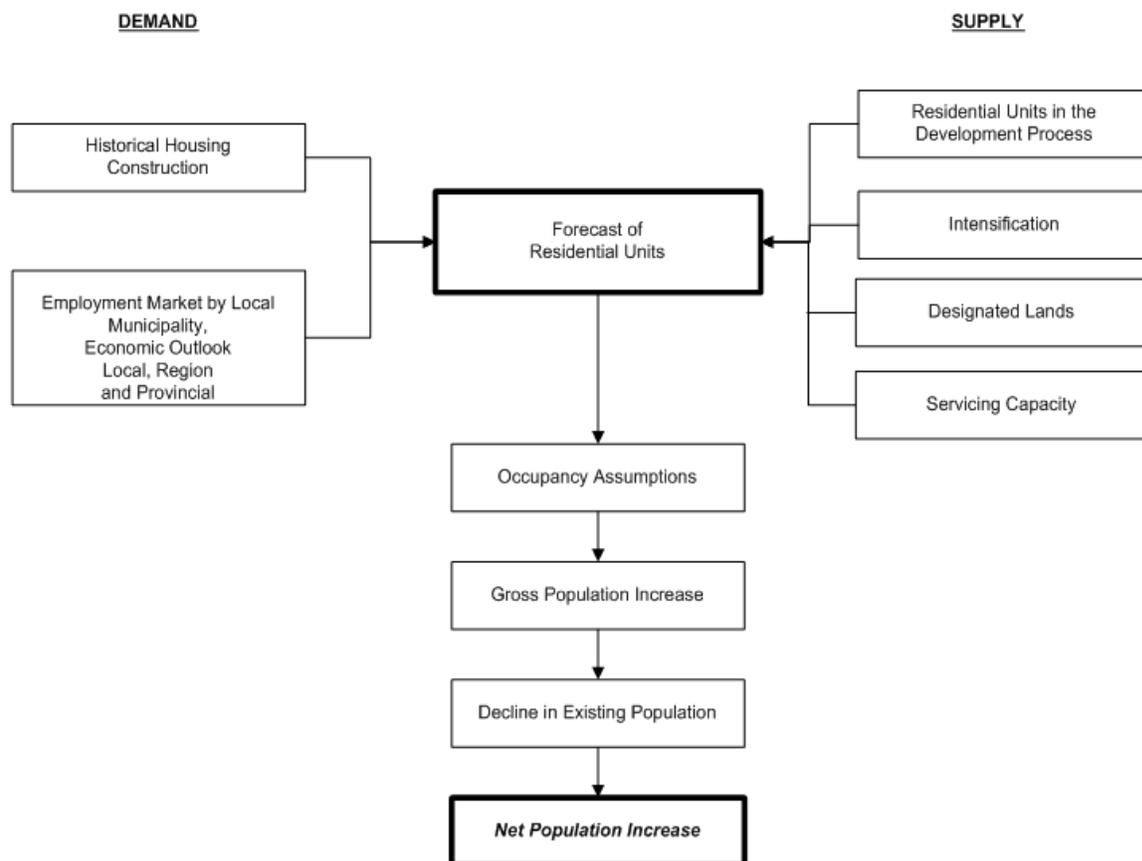 DEMAND
SUPPLY
Historical Housing
Construction
Employment Market by Local
Municipality,
Economic Outlook
Local, Region
and Provincial
Forecast of
Residential Units
Residential Units in the
Development Process
Intensification
Designated Lands
Servicing Capacity
Occupancy Assumptions
Gross Population Increase
Decline in Existing Population
Net Population Increase